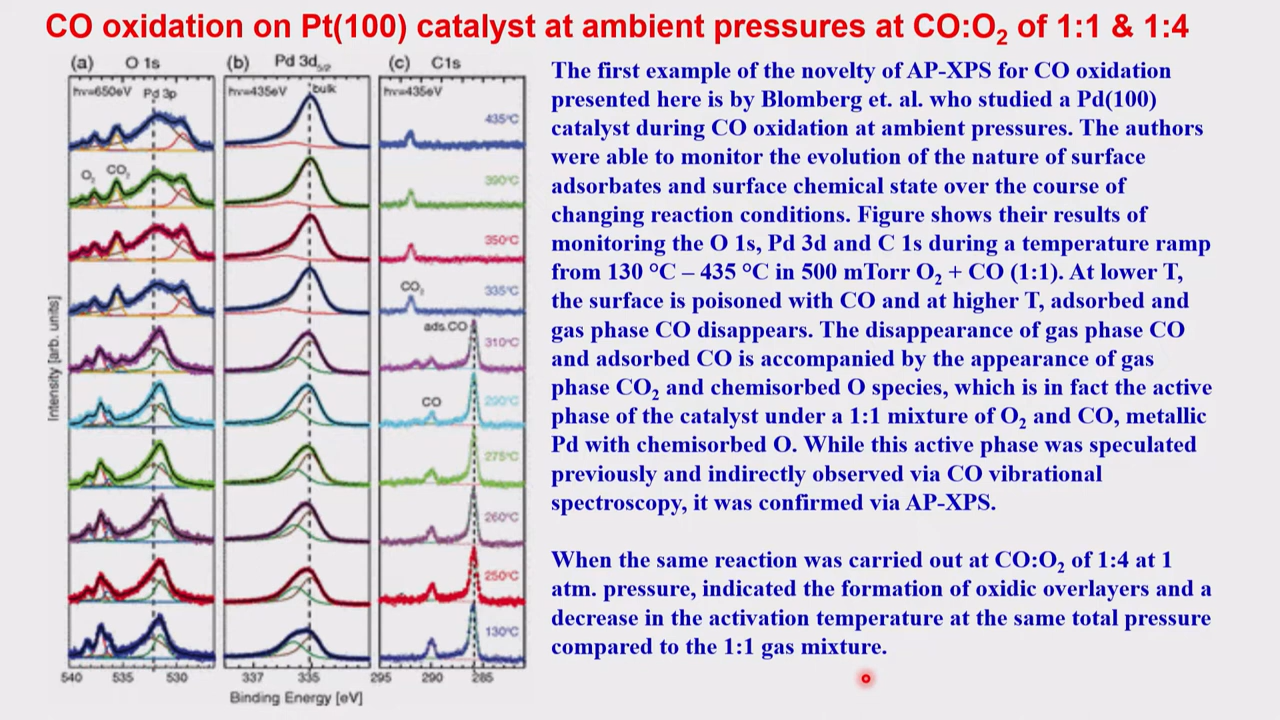 CO oxidation on Pt(100) catalyst at ambient pressures at CO:O₂ of 1:1 & 1:4
(a) O 1s (b) Pd 3d5/2 (c) C1s
hν=650eV Pd 3p hν=435eV bulk hν=435eV
435°C
O₂ CO₂ 390°C
350°C
CO₂ 335°C
ads.CO 310°C
CO 290°C
275°C
260°C
250°C
130°C
Intensity [arb. units]
540 535 530 337 335 295 290 285
Binding Energy [eV]
The first example of the novelty of AP-XPS for CO oxidation
presented here is by Blomberg et. al. who studied a Pd(100)
catalyst during CO oxidation at ambient pressures. The authors
were able to monitor the evolution of the nature of surface
adsorbates and surface chemical state over the course of
changing reaction conditions. Figure shows their results of
monitoring the O 1s, Pd 3d and C 1s during a temperature ramp
from 130 °C – 435 °C in 500 mTorr O₂ + CO (1:1). At lower T,
the surface is poisoned with CO and at higher T, adsorbed and
gas phase CO disappears. The disappearance of gas phase CO
and adsorbed CO is accompanied by the appearance of gas
phase CO₂ and chemisorbed O species, which is in fact the active
phase of the catalyst under a 1:1 mixture of O₂ and CO, metallic
Pd with chemisorbed O. While this active phase was speculated
previously and indirectly observed via CO vibrational
spectroscopy, it was confirmed via AP-XPS.
When the same reaction was carried out at CO:O₂ of 1:4 at 1
atm. pressure, indicated the formation of oxidic overlayers and a
decrease in the activation temperature at the same total pressure
compared to the 1:1 gas mixture.